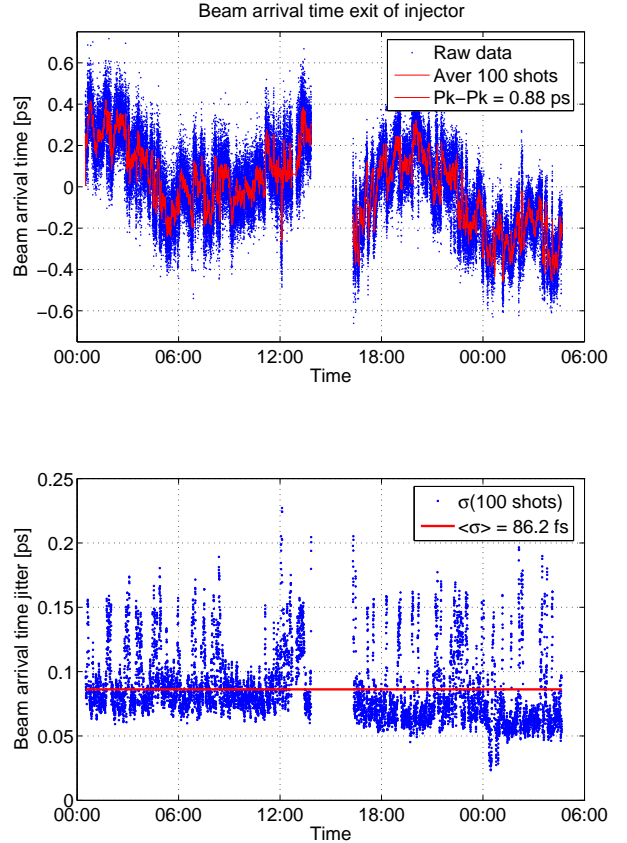 Beam arrival time exit of injector
Raw data
Aver 100 shots
Pk−Pk = 0.88 ps
Beam arrival time [ps]
0.6
0.4
0.2
0
−0.2
−0.4
−0.6
00:00 06:00 12:00 18:00 00:00 06:00
Time
σ(100 shots)
<σ> = 86.2 fs
Beam arrival time jitter [ps]
0.25
0.2
0.15
0.1
0.05
0
00:00 06:00 12:00 18:00 00:00 06:00
Time